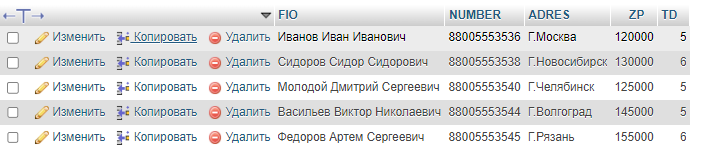 ←T→ FIO NUMBER ADRES ZP TD
Изменить Копировать Удалить Иванов Иван Иванович 88005553536 Г.Москва 120000 5
Изменить Копировать Удалить Сидоров Сидор Сидорович 88005553538 Г.Новосибирск 130000 6
Изменить Копировать Удалить Молодой Дмитрий Сергеевич 88005553540 Г.Челябинск 125000 5
Изменить Копировать Удалить Васильев Виктор Николаевич 88005553544 Г.Волгоград 145000 5
Изменить Копировать Удалить Федоров Артем Сергеевич 88005553545 Г.Рязань 155000 6